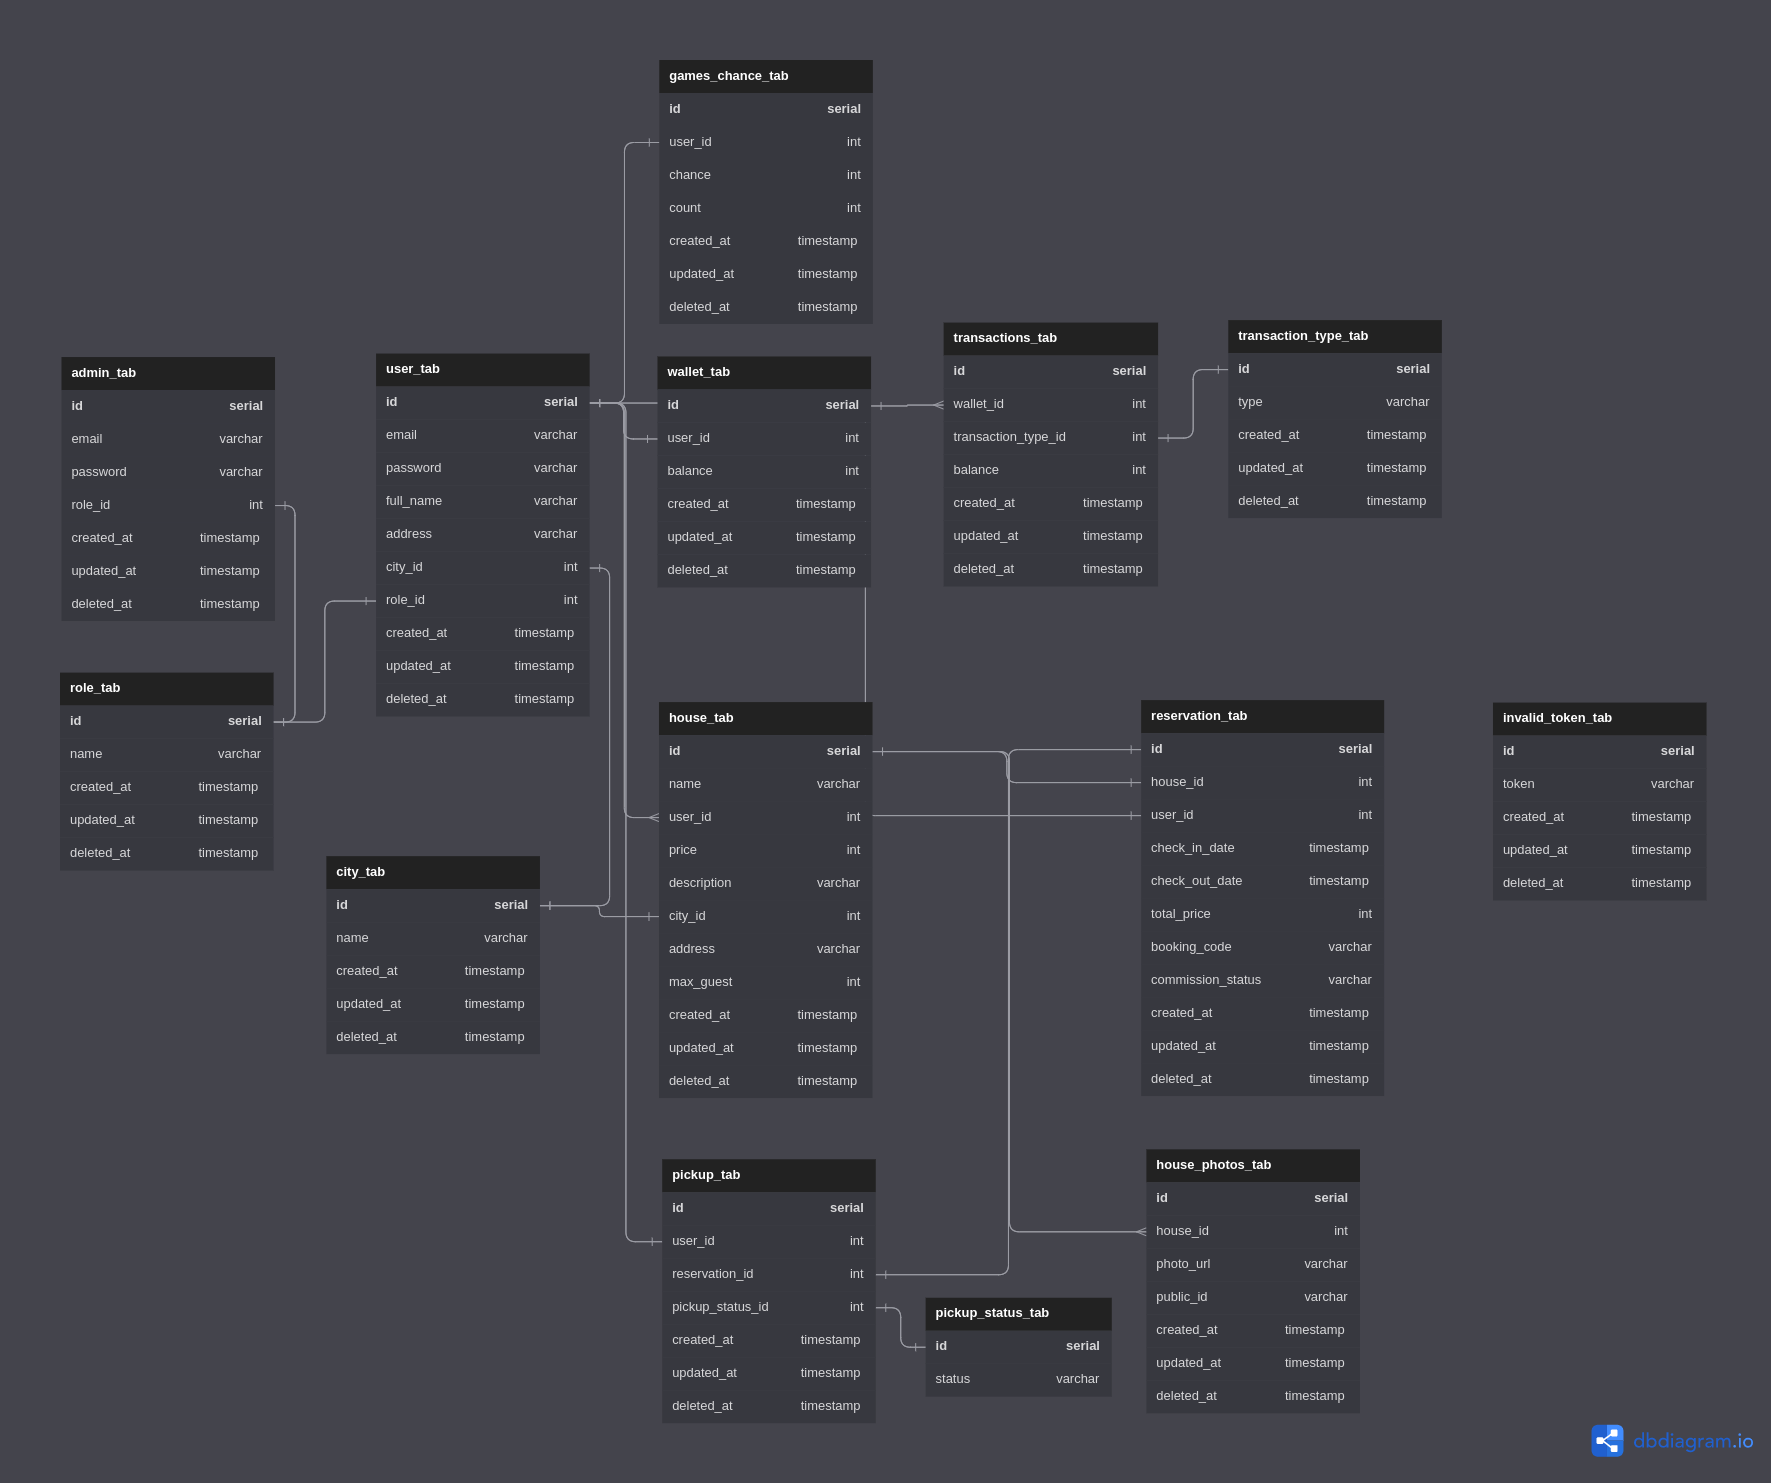 games_chance_tab
id serial
user_id int
chance int
count int
created_at timestamp
updated_at timestamp
deleted_at timestamp
admin_tab
id serial
email varchar
password varchar
role_id int
created_at timestamp
updated_at timestamp
deleted_at timestamp
user_tab
id serial
email varchar
password varchar
full_name varchar
address varchar
city_id int
role_id int
created_at timestamp
updated_at timestamp
deleted_at timestamp
wallet_tab
id serial
user_id int
balance int
created_at timestamp
updated_at timestamp
deleted_at timestamp
transactions_tab
id serial
wallet_id int
transaction_type_id int
balance int
created_at timestamp
updated_at timestamp
deleted_at timestamp
transaction_type_tab
id serial
type varchar
created_at timestamp
updated_at timestamp
deleted_at timestamp
role_tab
id serial
name varchar
created_at timestamp
updated_at timestamp
deleted_at timestamp
city_tab
id serial
name varchar
created_at timestamp
updated_at timestamp
deleted_at timestamp
house_tab
id serial
name varchar
user_id int
price int
description varchar
city_id int
address varchar
max_guest int
created_at timestamp
updated_at timestamp
deleted_at timestamp
reservation_tab
id serial
house_id int
user_id int
check_in_date timestamp
check_out_date timestamp
total_price int
booking_code varchar
commission_status varchar
created_at timestamp
updated_at timestamp
deleted_at timestamp
invalid_token_tab
id serial
token varchar
created_at timestamp
updated_at timestamp
deleted_at timestamp
pickup_tab
id serial
user_id int
reservation_id int
pickup_status_id int
created_at timestamp
updated_at timestamp
deleted_at timestamp
pickup_status_tab
id serial
status varchar
house_photos_tab
id serial
house_id int
photo_url varchar
public_id varchar
created_at timestamp
updated_at timestamp
deleted_at timestamp
dbdiagram.io